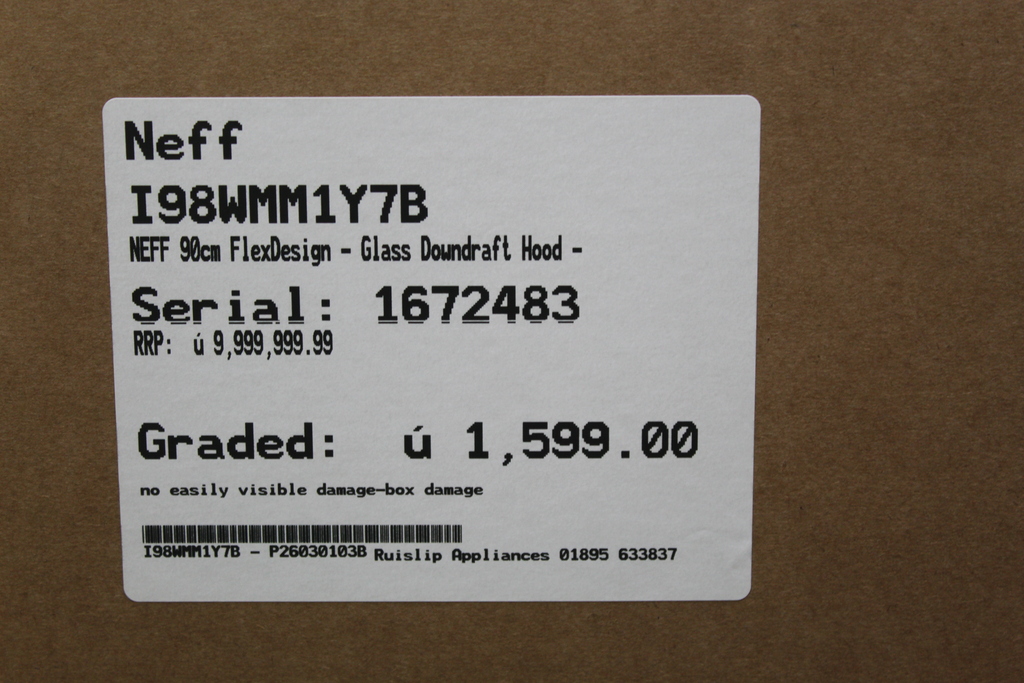 Neff
I98WMM1Y7B
NEFF 90cm FlexDesign - Glass Downdraft Hood -
Serial: 1672483
RRP: ú 9,999,999.99
Graded: ú 1,599.00
no easily visible damage-box damage
I98WMM1Y7B - P26030103B Ruislip Appliances 01895 633837